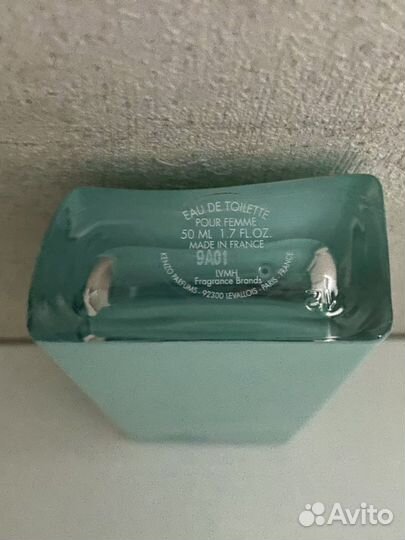 EAU DE TOILETTE
POUR FEMME
50 ML 1.7 FL.OZ.
MADE IN FRANCE
9A01
LVMH
Fragrance Brands
KENZO PARFUMS - 92300 LEVALLOIS - PARIS - FRANCE
Avito